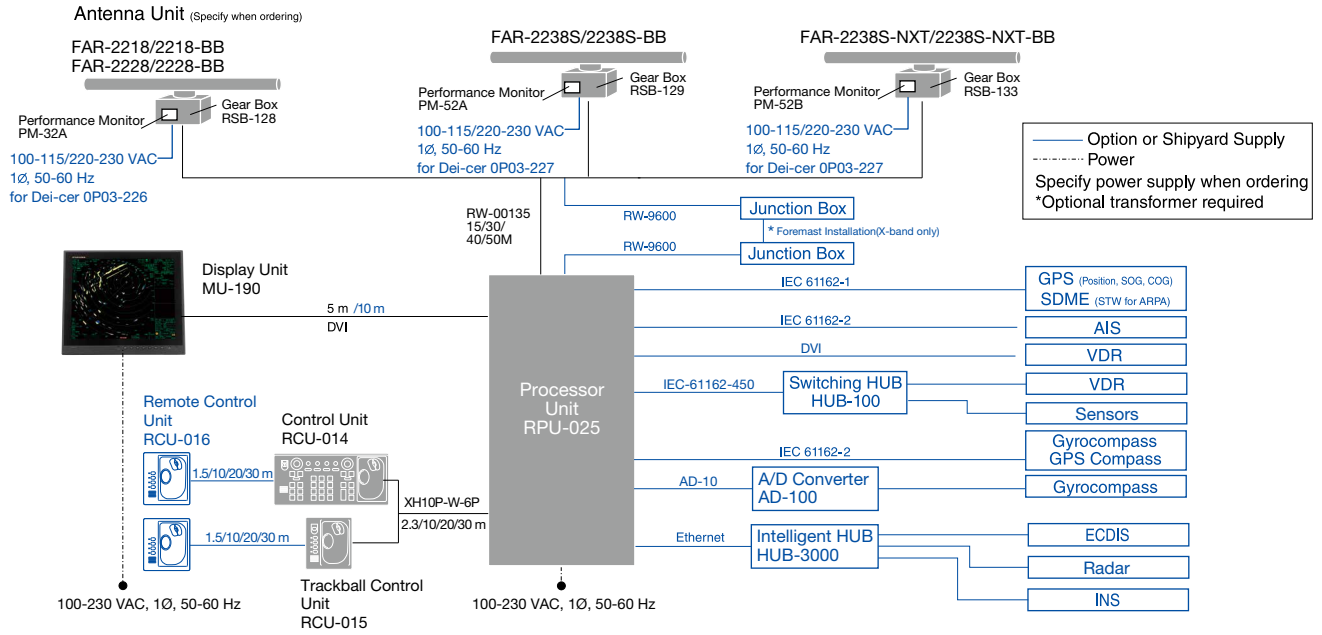 Antenna Unit (Specify when ordering)
FAR-2218/2218-BB
FAR-2228/2228-BB
Performance Monitor
PM-32A
Gear Box
RSB-128
100-115/220-230 VAC
1Ø, 50-60 Hz
for Dei-cer 0P03-226
FAR-2238S/2238S-BB
Performance Monitor
PM-52A
Gear Box
RSB-129
100-115/220-230 VAC
1Ø, 50-60 Hz
for Dei-cer 0P03-227
FAR-2238S-NXT/2238S-NXT-BB
Performance Monitor
PM-52B
Gear Box
RSB-133
100-115/220-230 VAC
1Ø, 50-60 Hz
for Dei-cer 0P03-227
Option or Shipyard Supply
Power
Specify power supply when ordering
*Optional transformer required
RW-00135
15/30/
40/50M
RW-9600
Junction Box
* Foremast Installation(X-band only)
RW-9600
Junction Box
Display Unit
MU-190
5 m /10 m
DVI
Processor
Unit
RPU-025
IEC 61162-1
GPS (Position, SOG, COG)
SDME (STW for ARPA)
IEC 61162-2
AIS
DVI
VDR
IEC-61162-450
Switching HUB
HUB-100
VDR
Sensors
IEC 61162-2
Gyrocompass
GPS Compass
AD-10
A/D Converter
AD-100
Gyrocompass
Ethernet
Intelligent HUB
HUB-3000
ECDIS
Radar
INS
Remote Control
Unit
RCU-016
Control Unit
RCU-014
1.5/10/20/30 m
XH10P-W-6P
2.3/10/20/30 m
1.5/10/20/30 m
Trackball Control
Unit
RCU-015
100-230 VAC, 1Ø, 50-60 Hz
100-230 VAC, 1Ø, 50-60 Hz